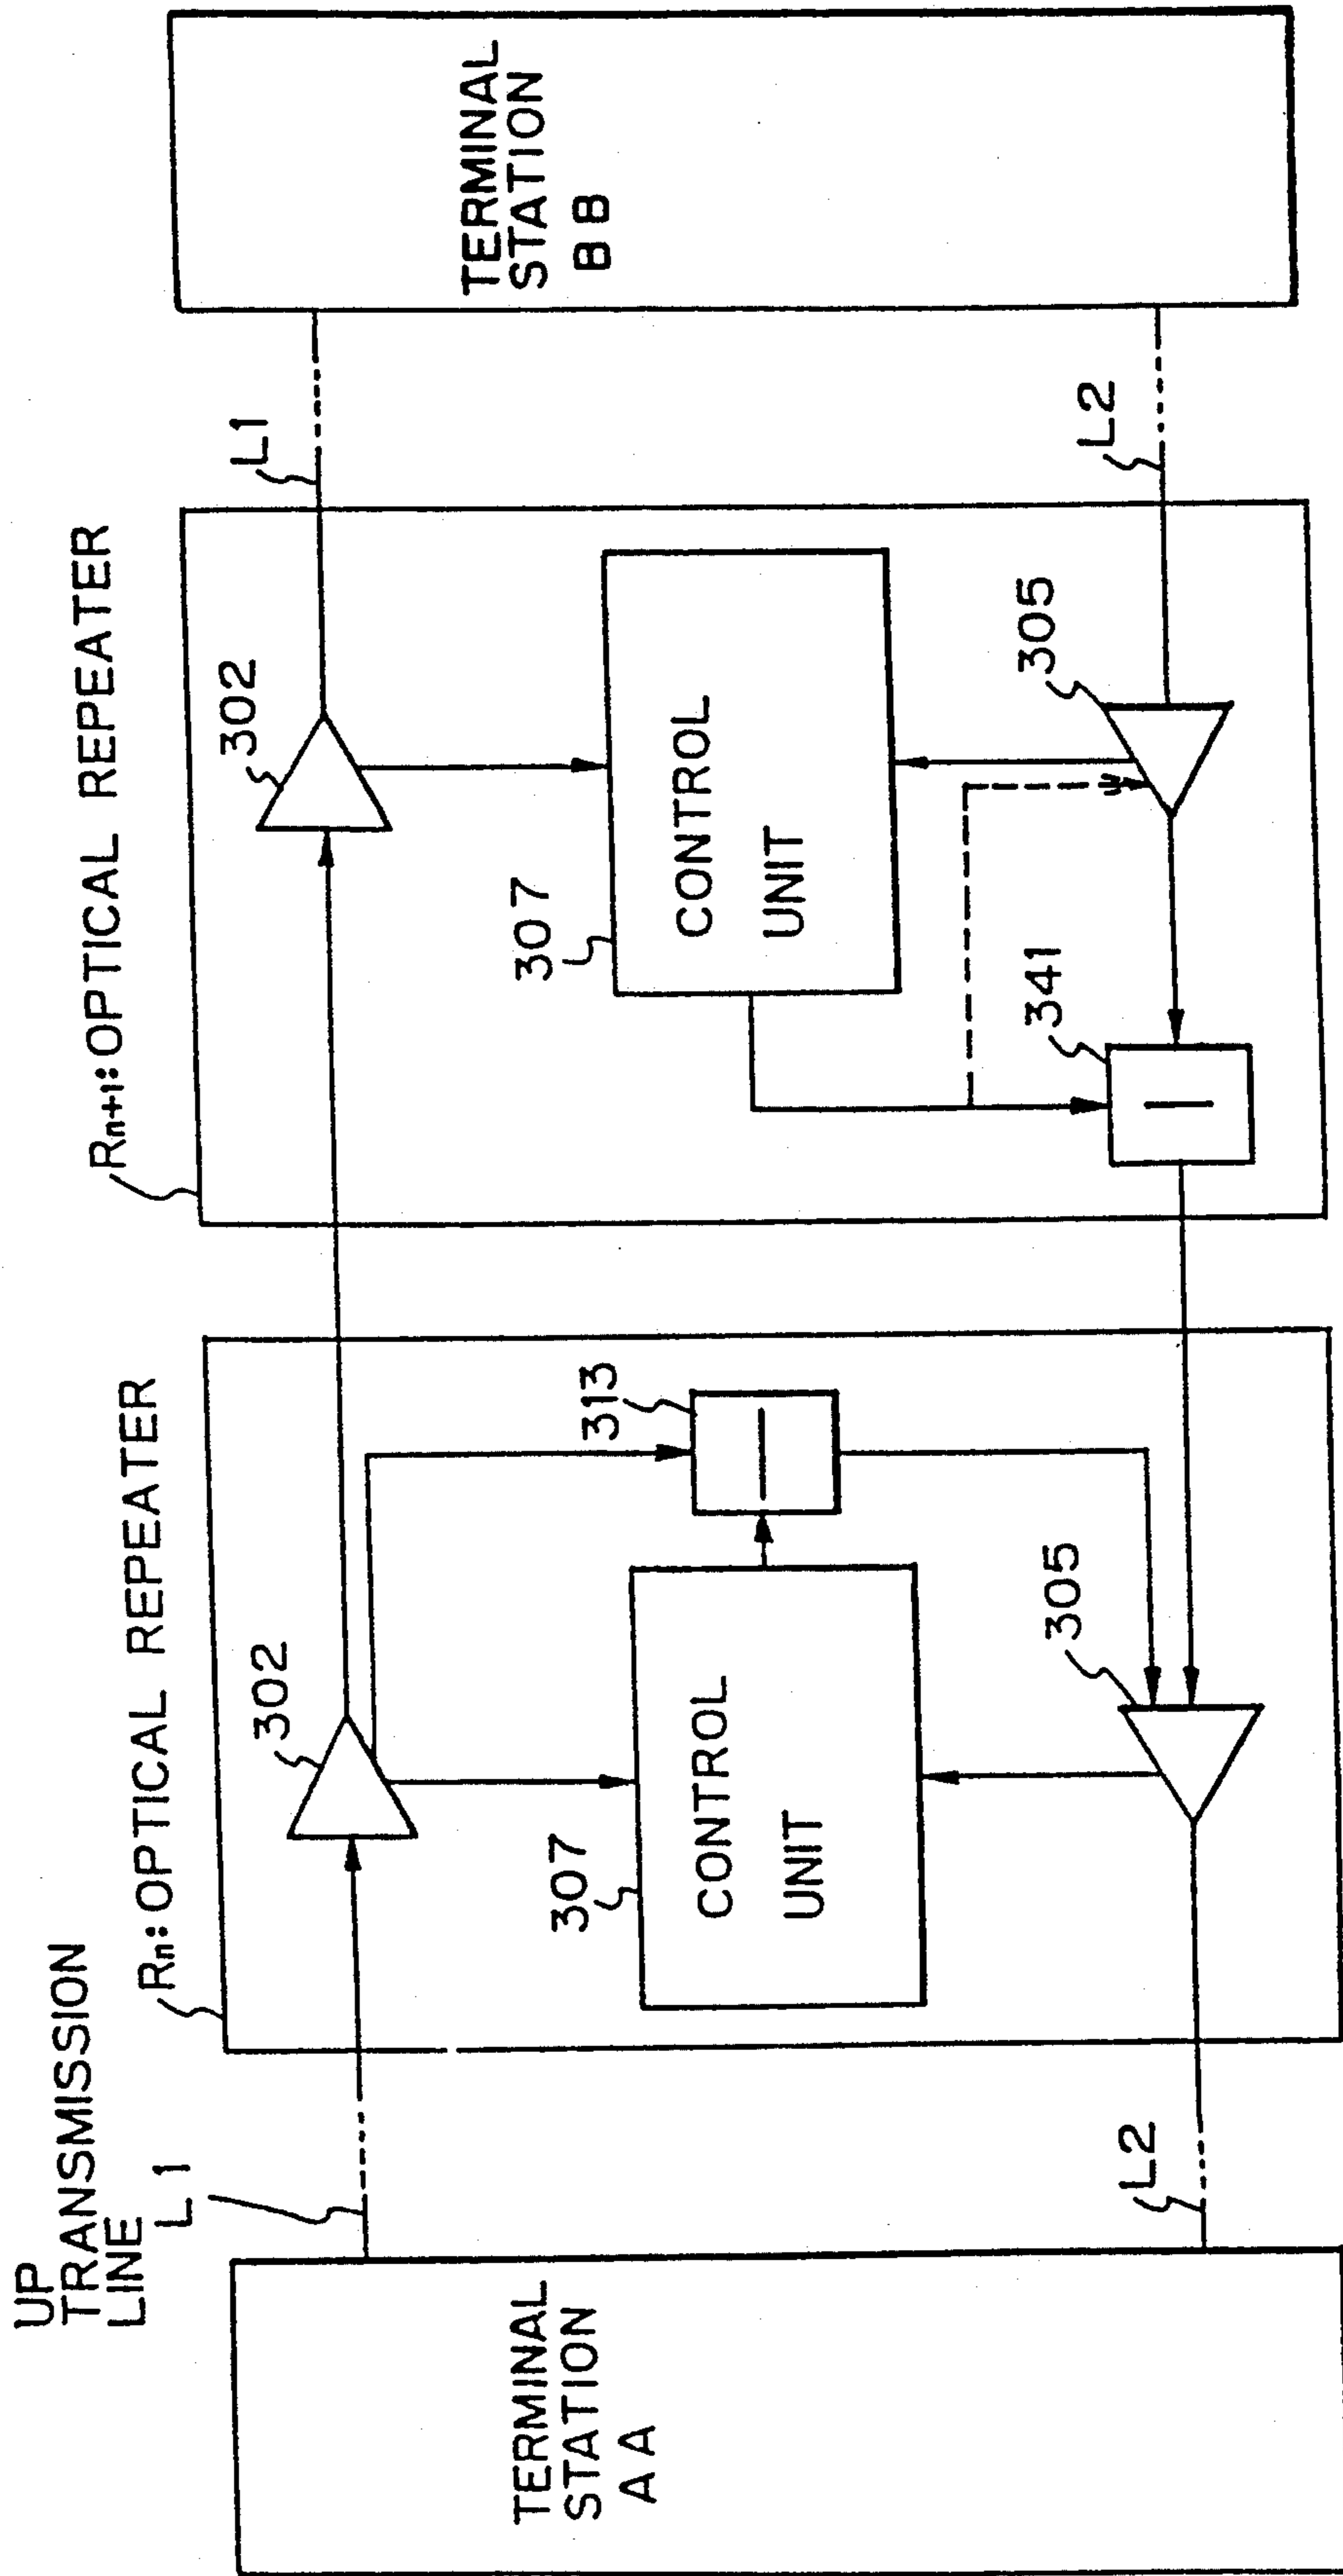 UP
TRANSMISSION
LINE
L1
TERMINAL
STATION
AA
L2
Rn: OPTICAL REPEATER
302
307
CONTROL
UNIT
313
305
Rn+1: OPTICAL REPEATER
302
307
CONTROL
UNIT
341
305
L1
L2
TERMINAL
STATION
BB